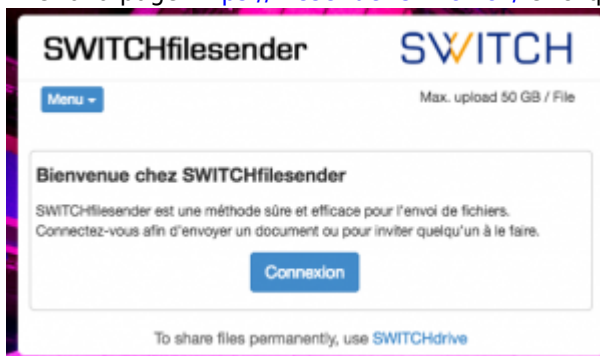 SWITCHfilesender
SWITCH
Menu
Max. upload 50 GB / File
Bienvenue chez SWITCHfilesender
SWITCHfilesender est une méthode sûre et efficace pour l'envoi de fichiers.
Connectez-vous afin d'envoyer un document ou pour inviter quelqu'un à le faire.
Connexion
To share files permanently, use SWITCHdrive